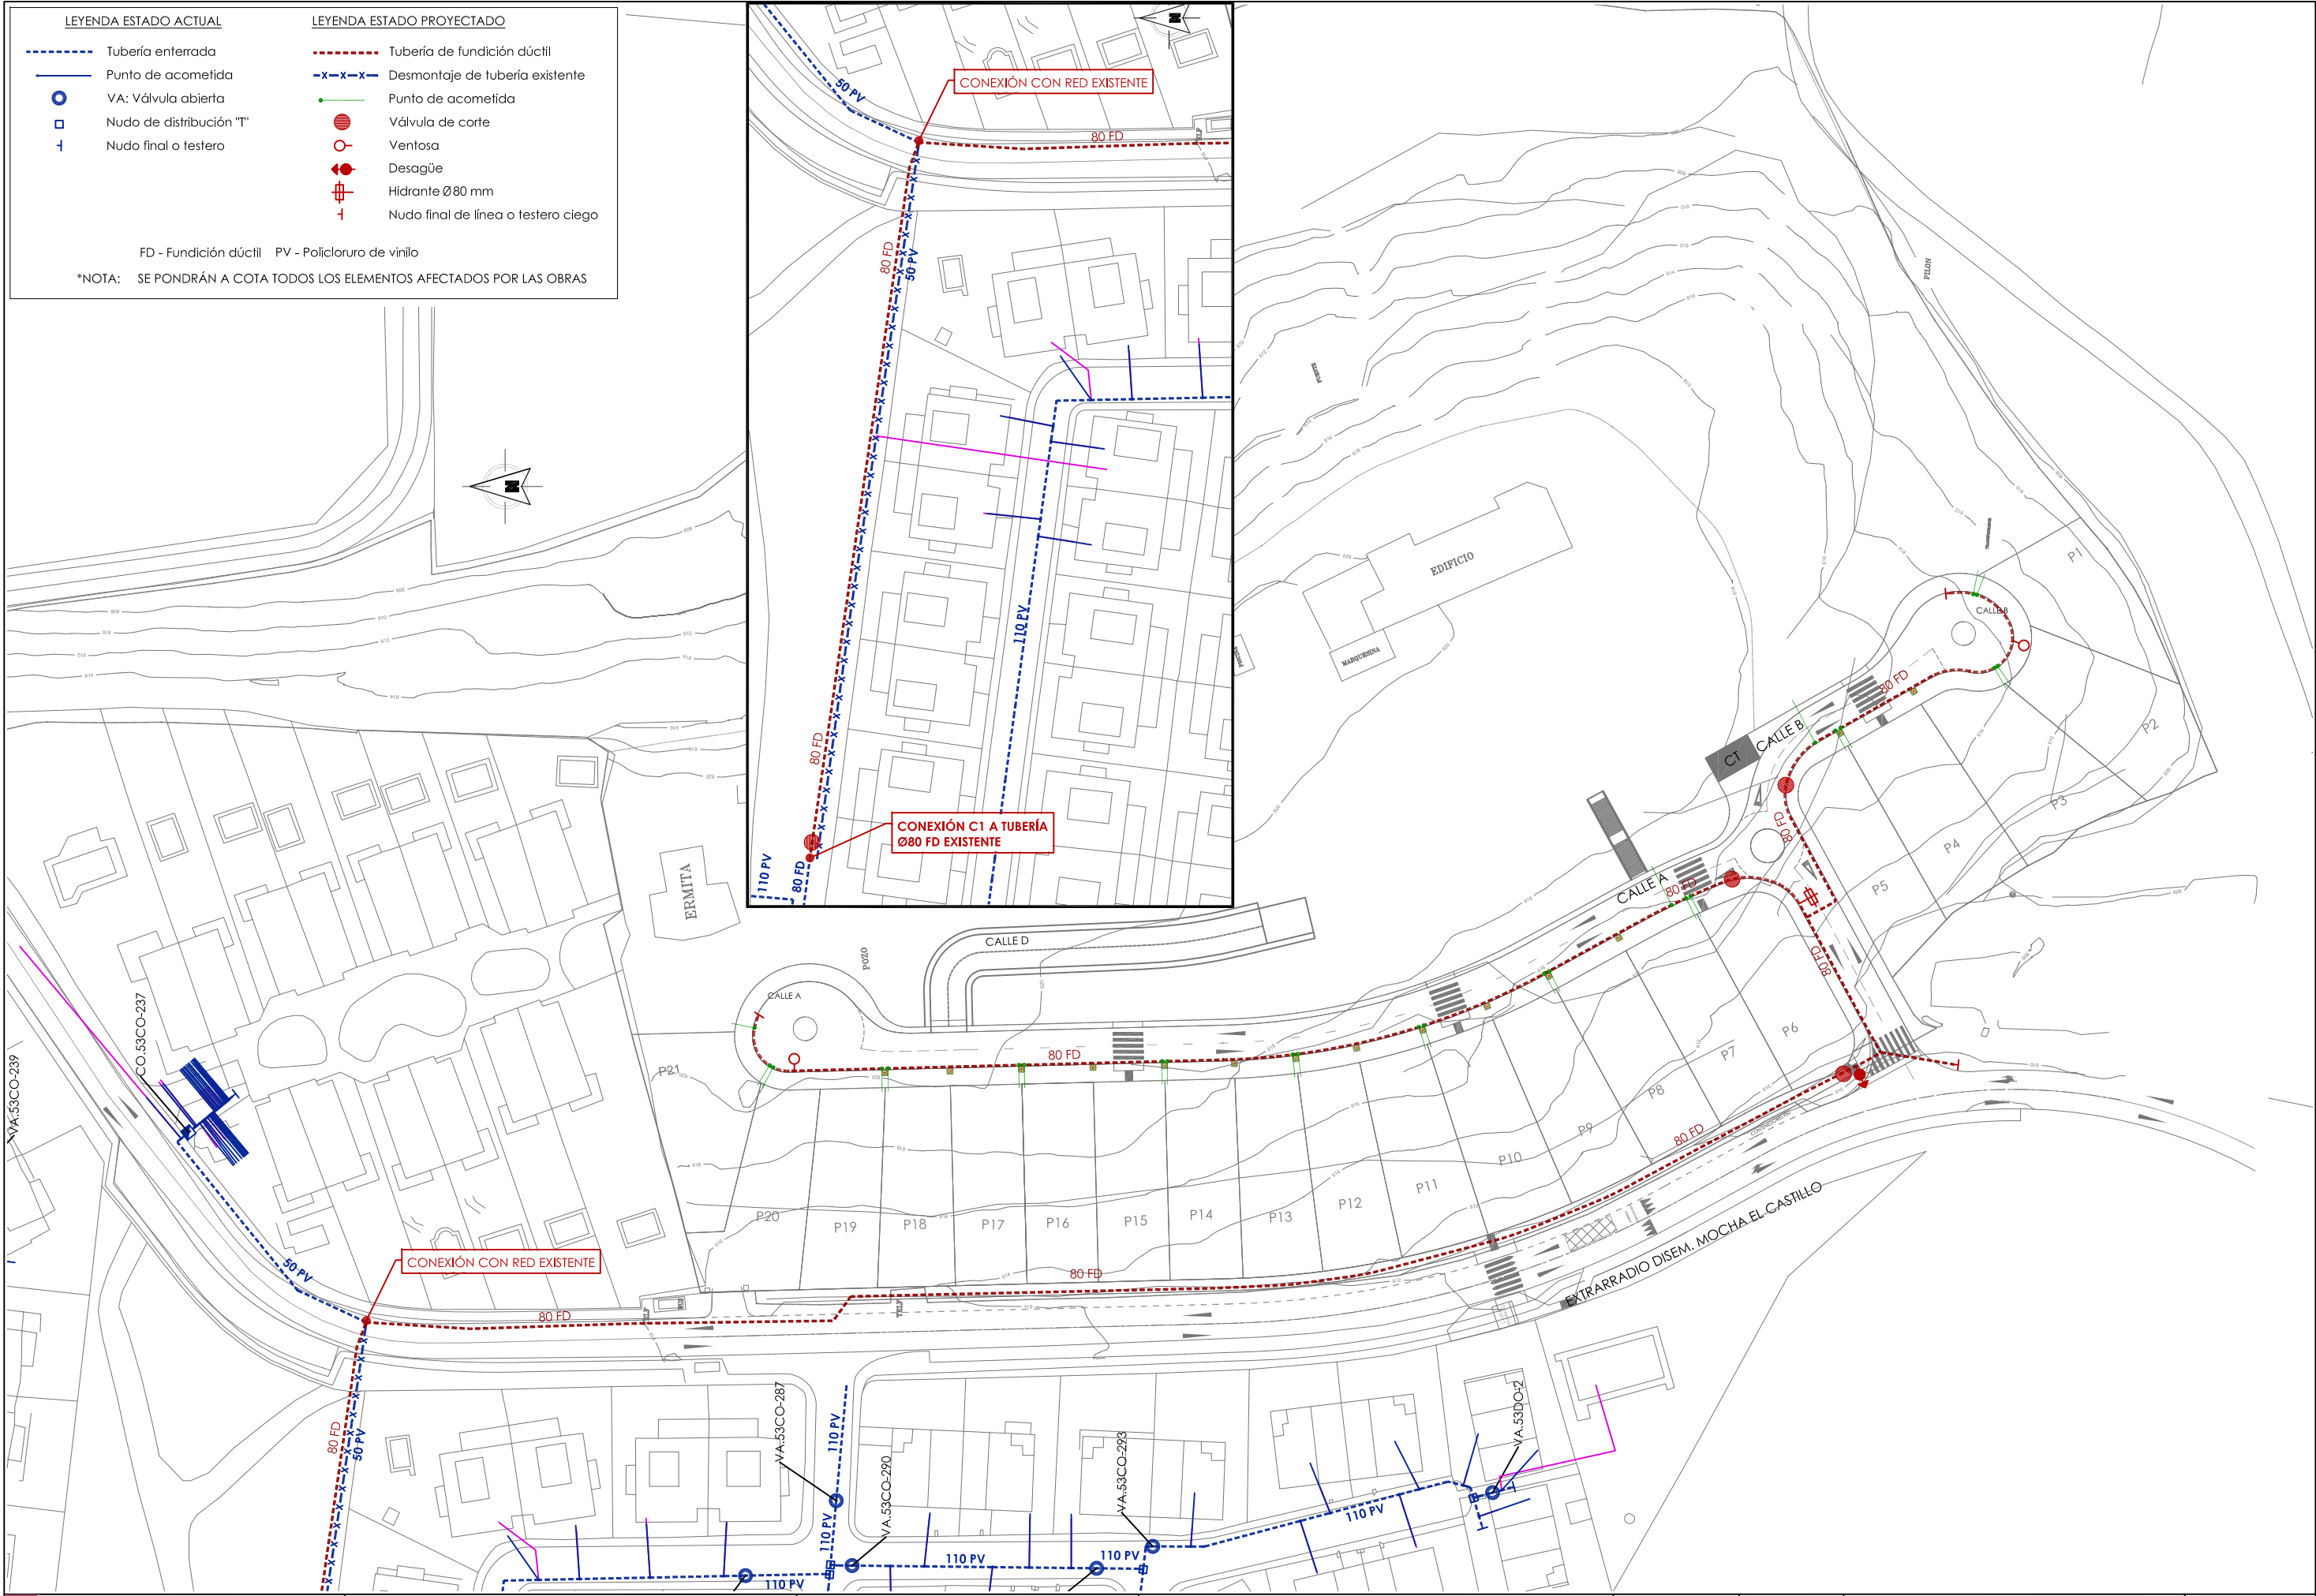 LEYENDA ESTADO ACTUAL
Tubería enterrada
Punto de acometida
VA: Válvula abierta
Nudo de distribución "T"
Nudo final o testero
LEYENDA ESTADO PROYECTADO
Tubería de fundición dúctil
Desmontaje de tubería existente
Punto de acometida
Válvula de corte
Ventosa
Desagüe
Hidrante Ø80 mm
Nudo final de línea o testero ciego
FD - Fundición dúctil PV - Policloruro de vinilo
*NOTA: SE PONDRÁN A COTA TODOS LOS ELEMENTOS AFECTADOS POR LAS OBRAS
N
N
50 PV
CONEXIÓN CON RED EXISTENTE
80 FD
80 FD
50 PV
110 PV
80 FD
CONEXIÓN C1 A TUBERÍA
Ø80 FD EXISTENTE
110 PV
80 FD
PILON
EDIFICIO
MARQUESINA
P1
CALLE B
80 FD
P2
CALLE B
CT
P3
80 FD
P4
P5
CALLE A
80 FD
80 FD
P6
P7
P8
P9
P10
P11
P12
P13
P14
P15
P16
P17
P18
P19
P20
P21
ERMITA
POZO
CALLE D
CALLE A
80 FD
80 FD
80 FD
EXTRARRADIO DISEM. MOCHA EL CASTILLO
CO.53CO-237
VA.53CO-239
50 PV
CONEXIÓN CON RED EXISTENTE
80 FD
80 FD
50 PV
VA.53CO-287
110 PV
110 PV
VA.53CO-290
110 PV
110 PV
110 PV
VA.53CO-293
110 PV
VA.53DO-2